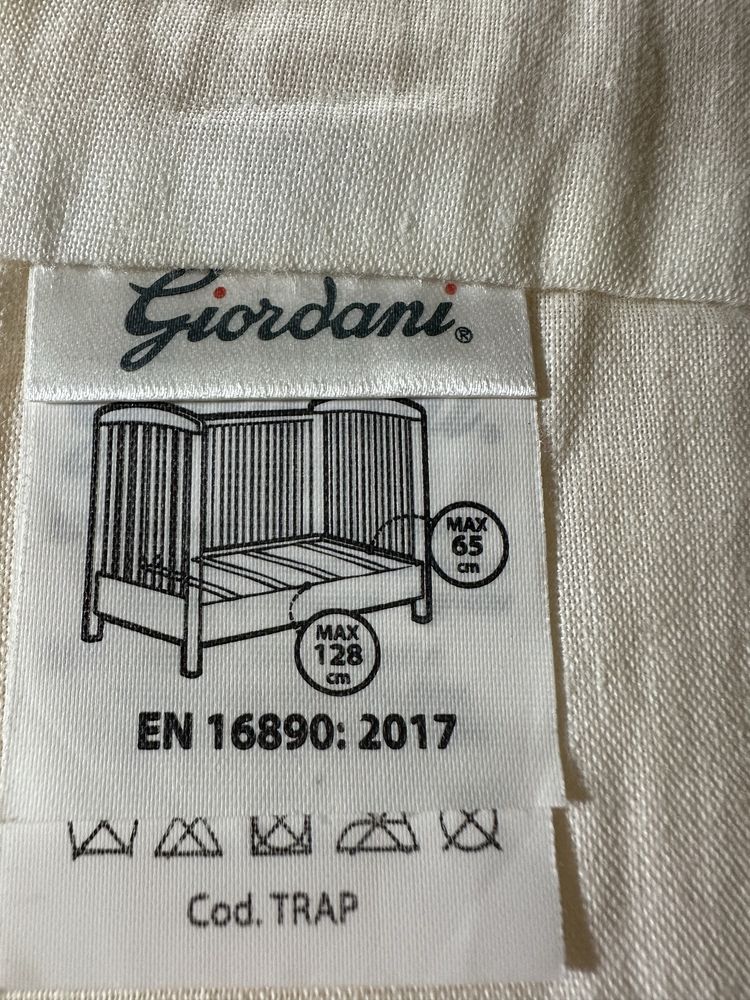 Giordani®
MAX
65
cm
MAX
128
cm
EN 16890: 2017
Cod. TRAP